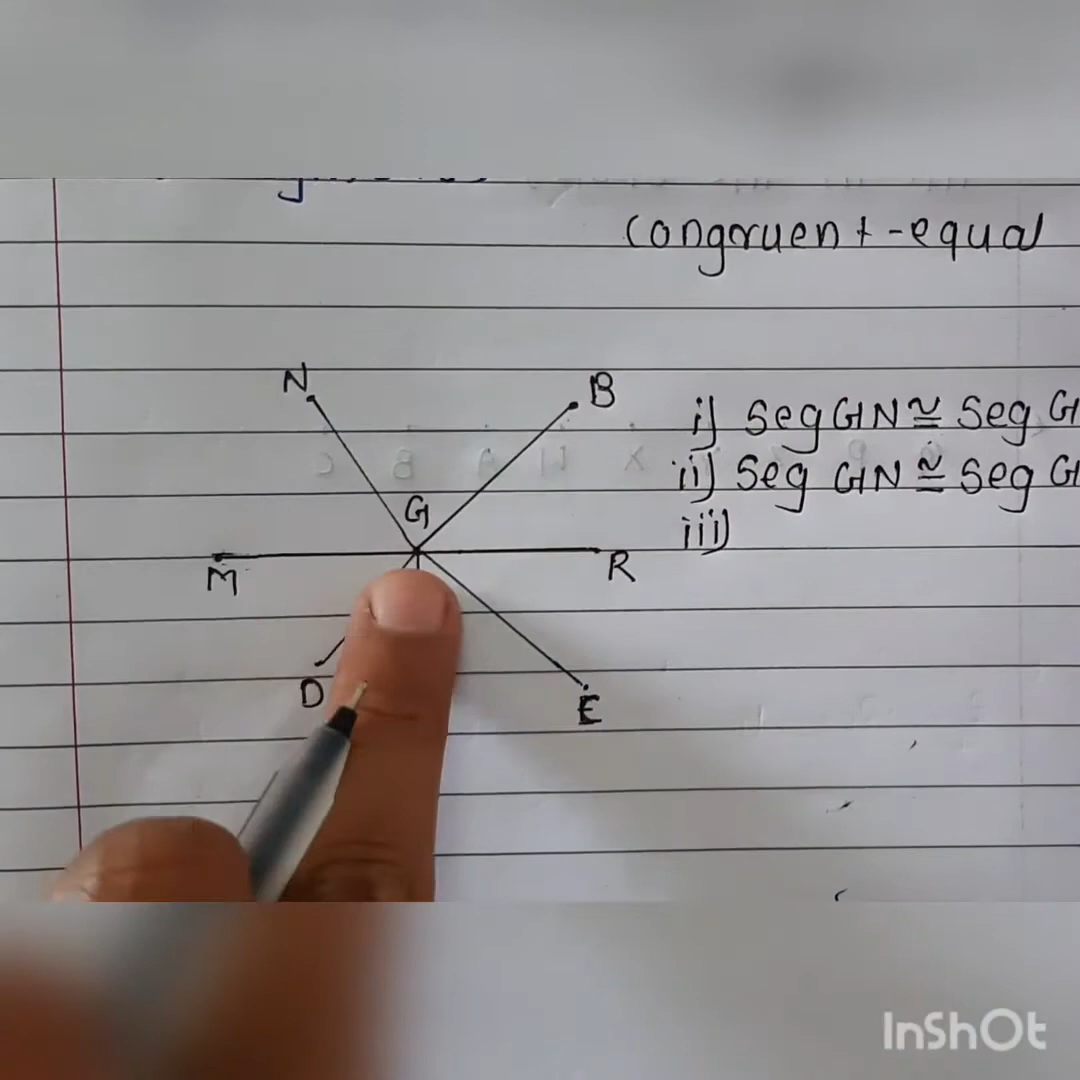 congruent - equal
N
B
i) seg GN ≅ seg G
G
ii) seg GN ≅ seg G
iii)
M
R
D
E
InShOt